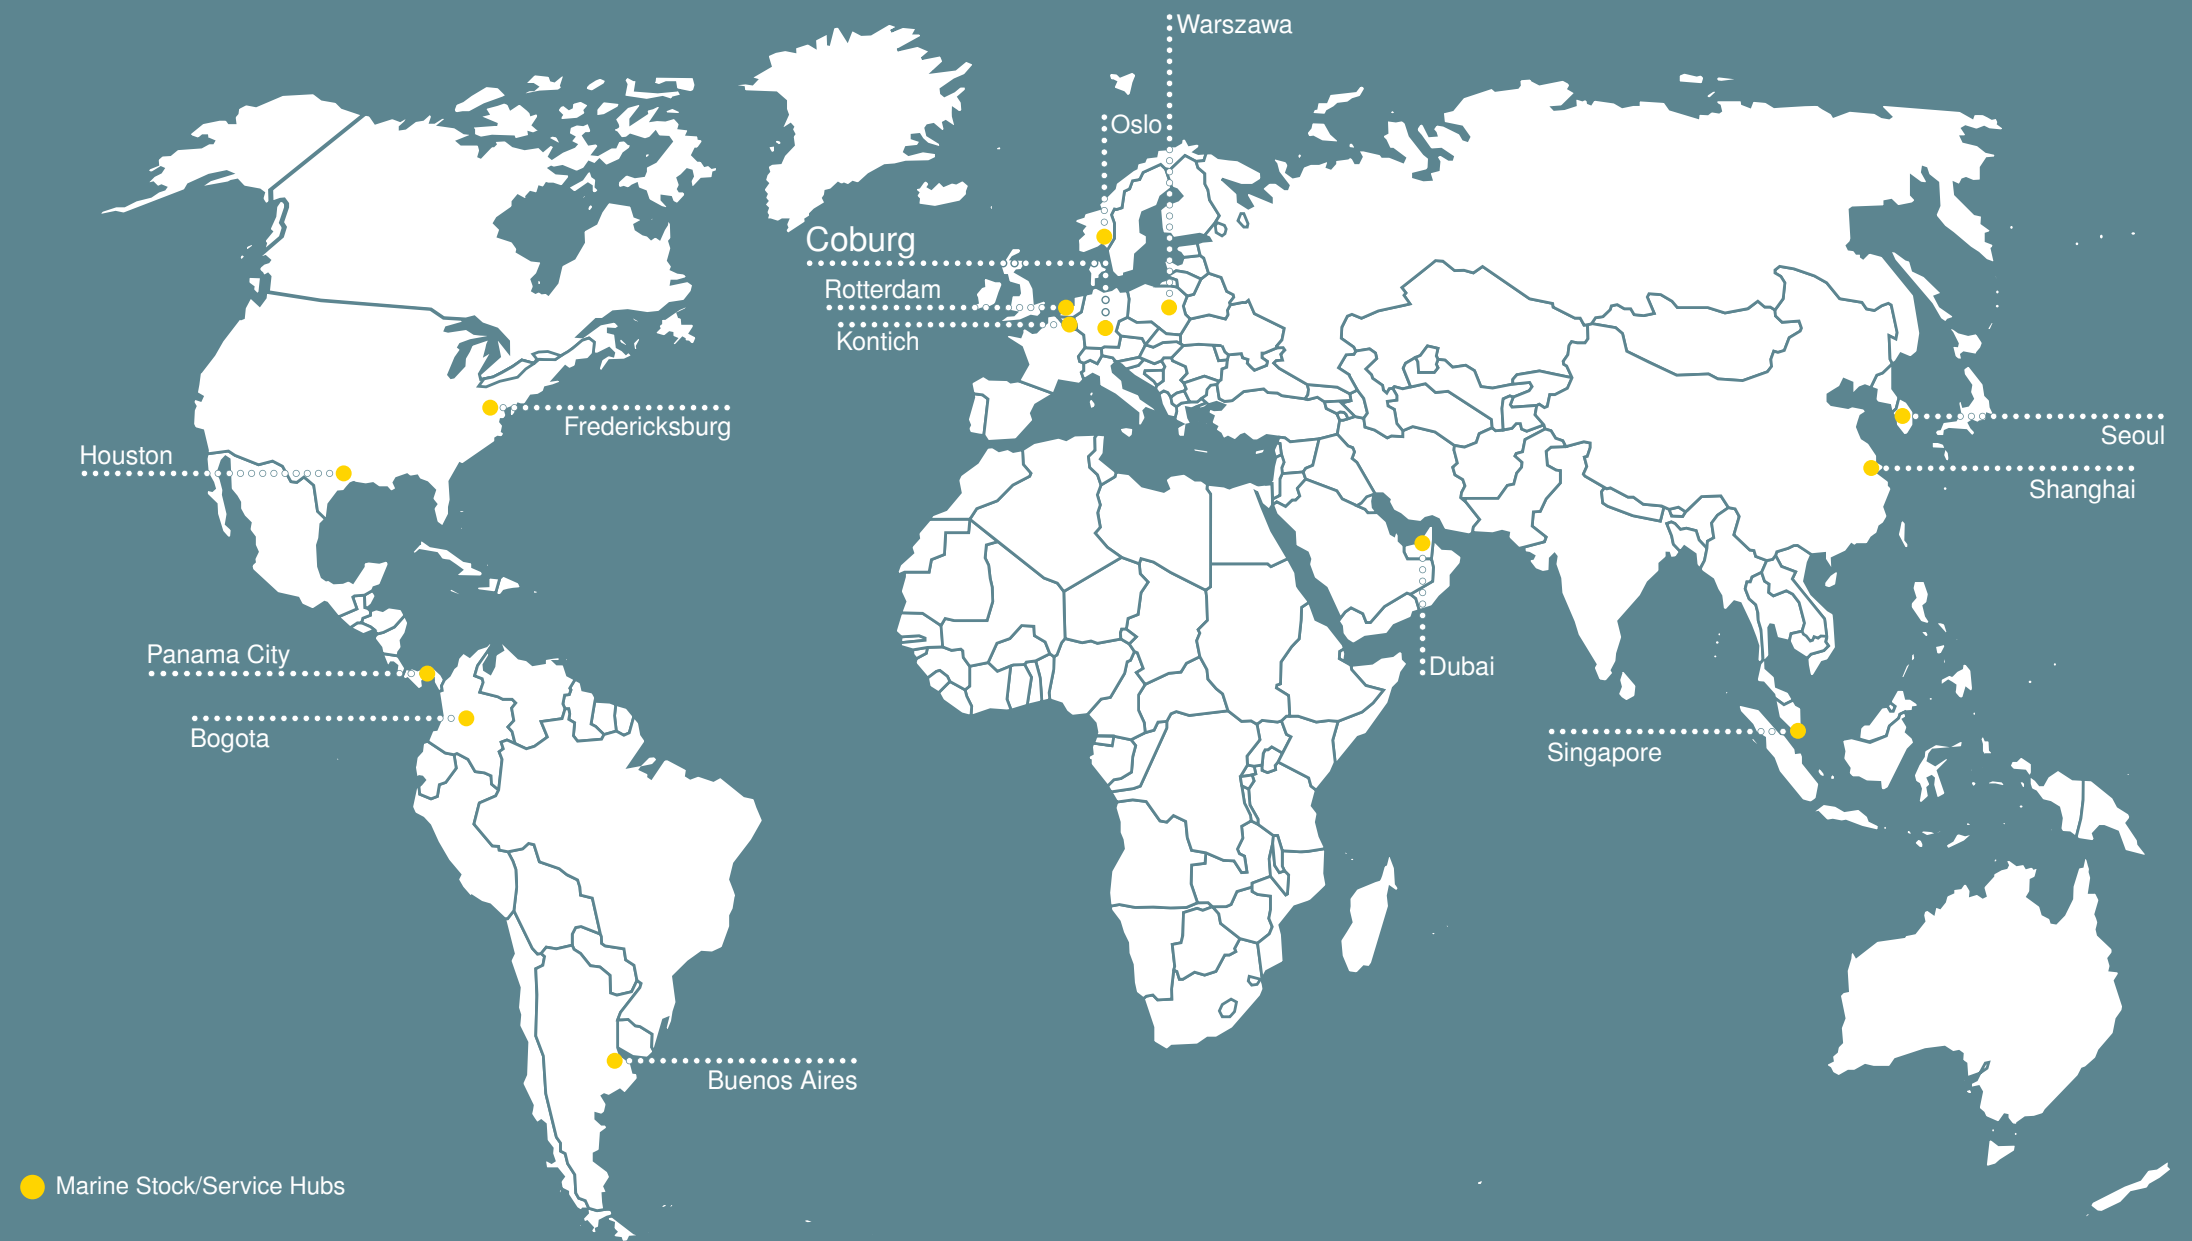 Warszawa
Oslo
Coburg
Rotterdam
Kontich
Fredericksburg
Houston
Seoul
Shanghai
Panama City
Dubai
Bogota
Singapore
Buenos Aires
Marine Stock/Service Hubs